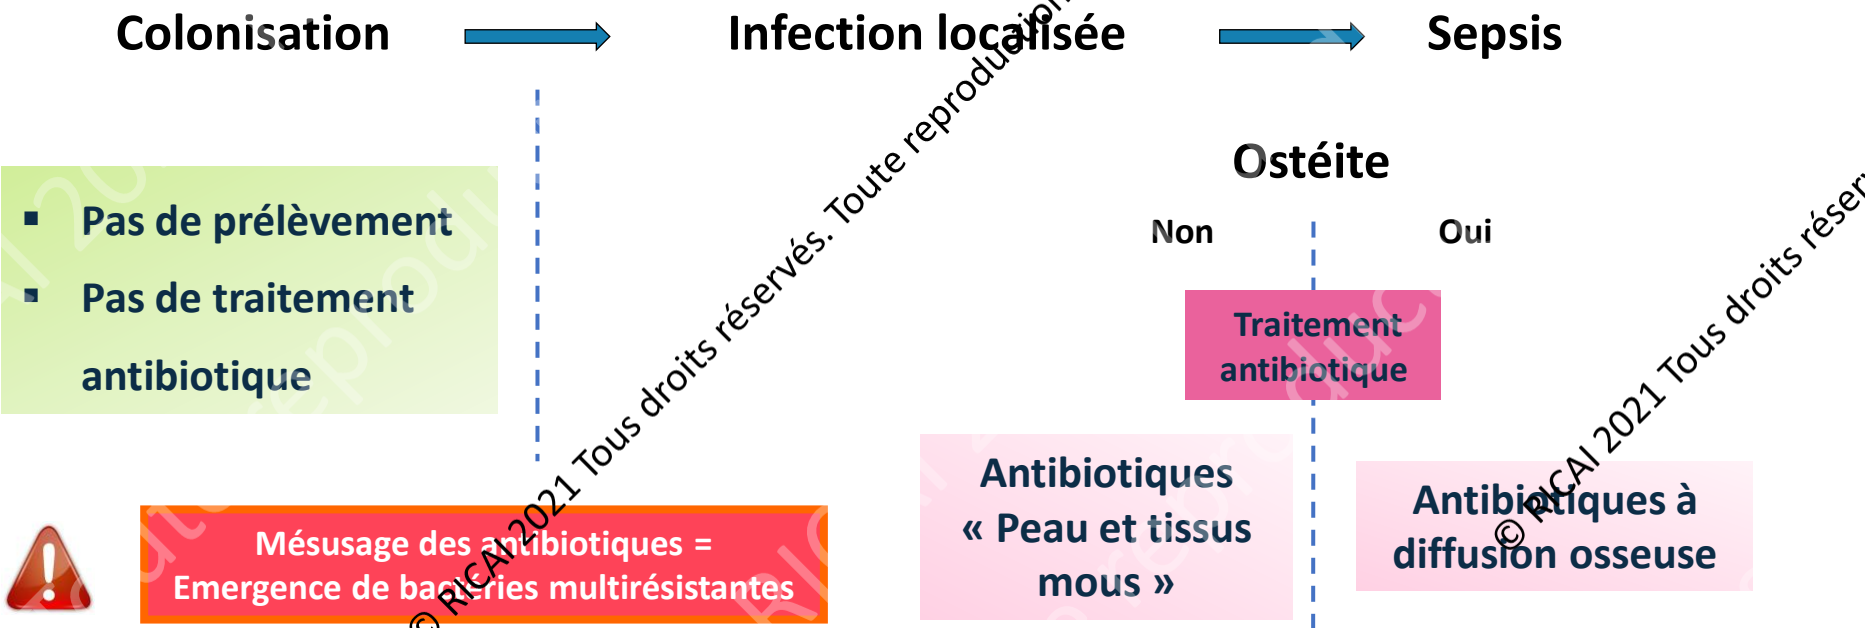 Colonisation
Infection localisée
Sepsis
Ostéite
Non
Oui
▪ Pas de prélèvement
▪ Pas de traitement
antibiotique
Traitement
antibiotique
Antibiotiques
« Peau et tissus
mous »
Antibiotiques à
diffusion osseuse
Mésusage des antibiotiques =
Emergence de bactéries multirésistantes
© RICAI 2021 Tous droits réservés. Toute reproduction
© RICAI 2021 Tous droits réser